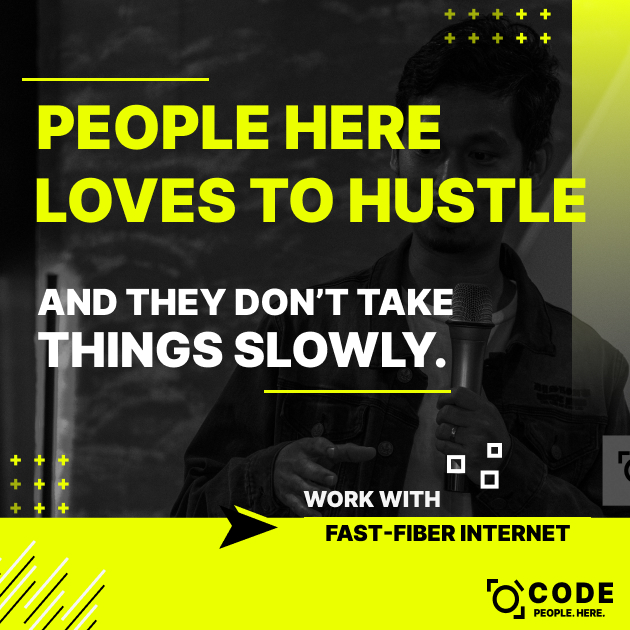 PEOPLE HERE
LOVES TO HUSTLE
AND THEY DON'T TAKE
THINGS SLOWLY.
WORK WITH
FAST-FIBER INTERNET
CODE
PEOPLE. HERE.